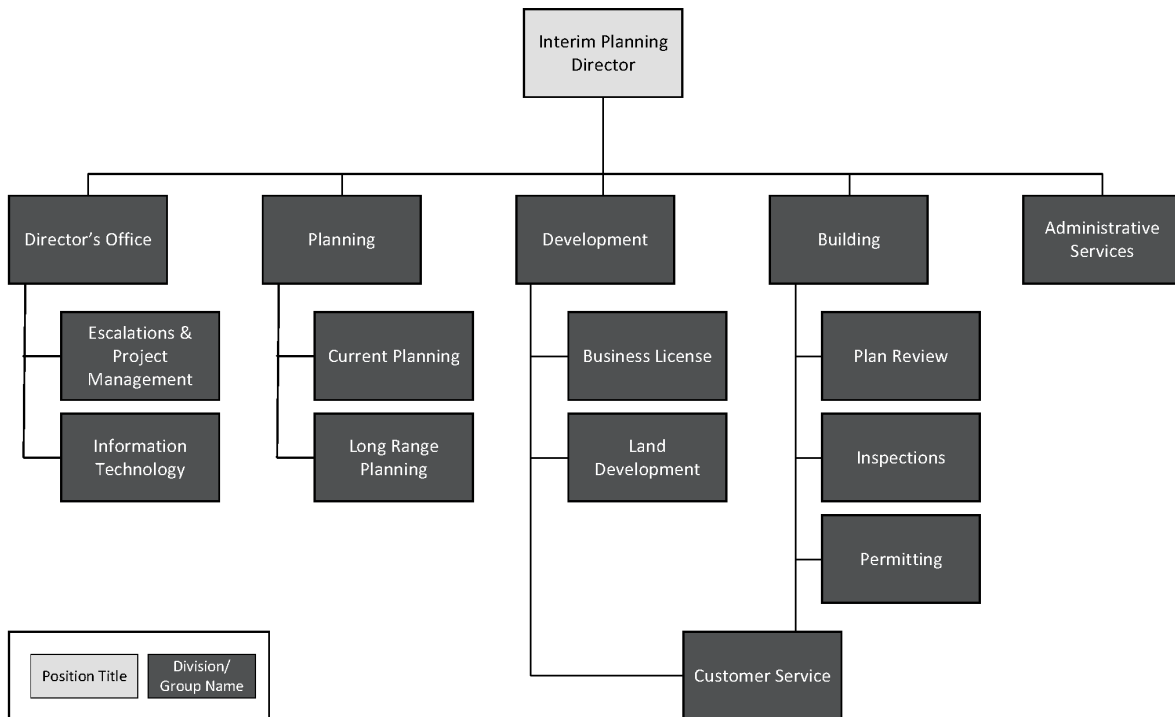 Interim Planning
Director
Director's Office
Planning
Development
Building
Administrative
Services
Escalations &
Project
Management
Current Planning
Business License
Plan Review
Information
Technology
Long Range
Planning
Land
Development
Inspections
Permitting
Customer Service
Position Title
Division/
Group Name